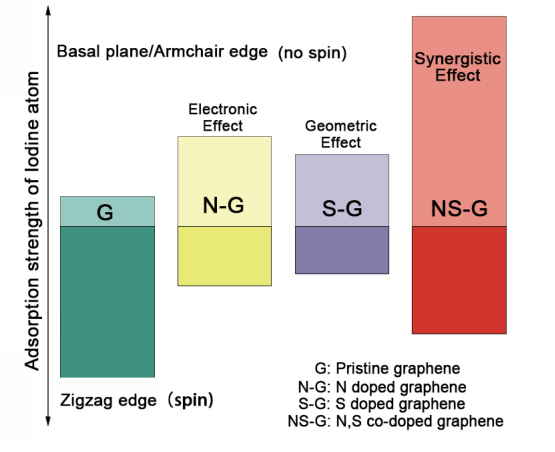 Adsorption strength of Iodine atom
Basal plane/Armchair edge (no spin)
Synergistic
Effect
Electronic
Effect
Geometric
Effect
G
N-G
S-G
NS-G
Zigzag edge (spin)
G: Pristine graphene
N-G: N doped graphene
S-G: S doped graphene
NS-G: N,S co-doped graphene